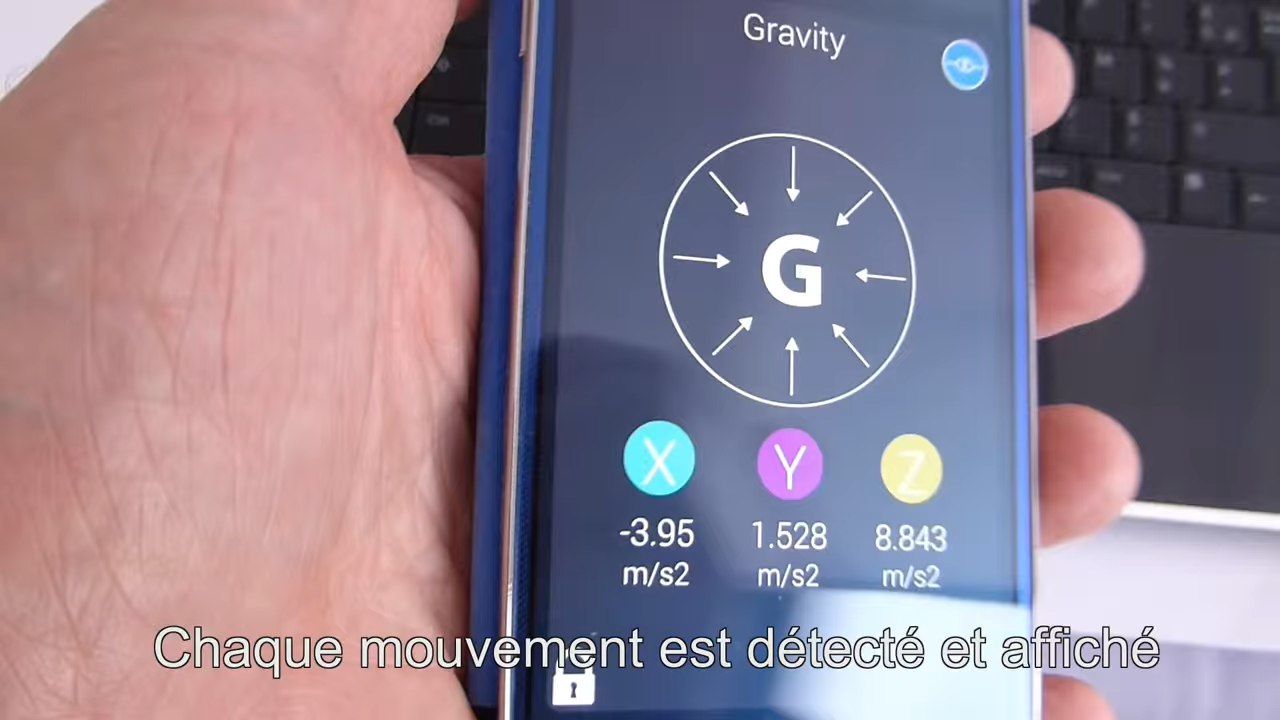 Gravity
G
X Y Z
-3.95 1.528 8.843
m/s2 m/s2 m/s2
Chaque mouvement est détecté et affiché